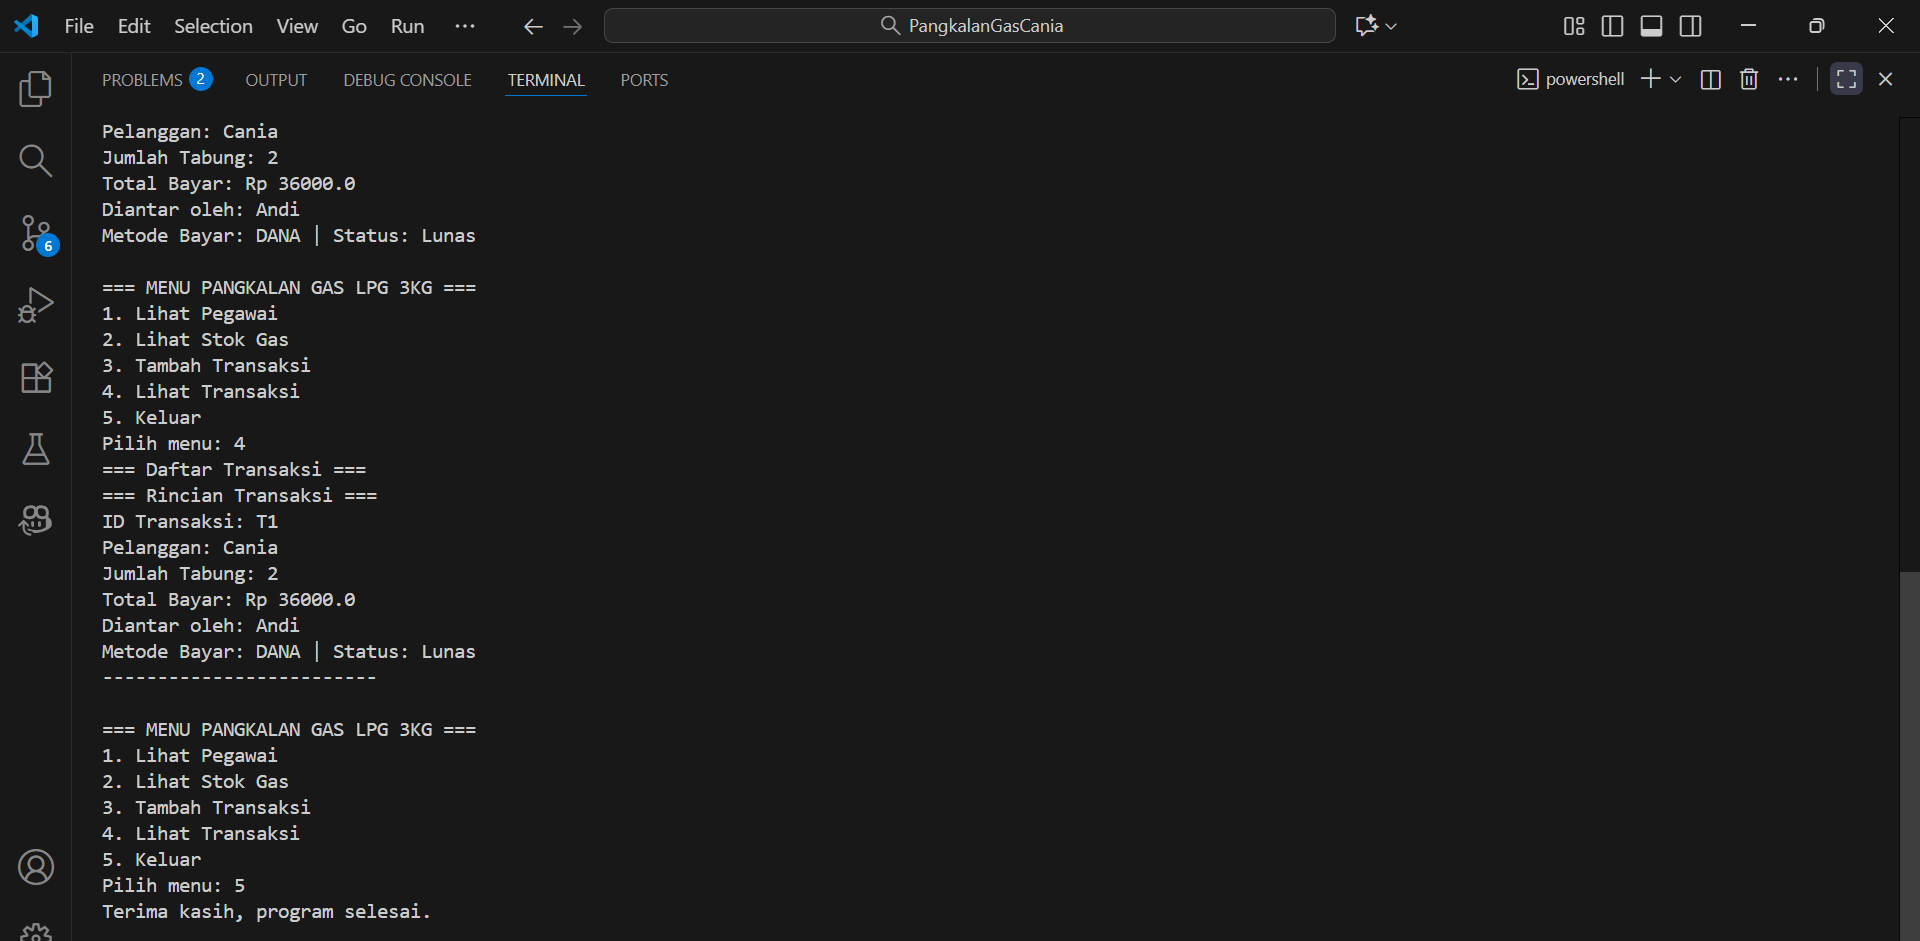 File Edit Selection View Go Run ··· PangkalanGasCania
PROBLEMS 2 OUTPUT DEBUG CONSOLE TERMINAL PORTS powershell
6
Pelanggan: Cania
Jumlah Tabung: 2
Total Bayar: Rp 36000.0
Diantar oleh: Andi
Metode Bayar: DANA | Status: Lunas
=== MENU PANGKALAN GAS LPG 3KG ===
1. Lihat Pegawai
2. Lihat Stok Gas
3. Tambah Transaksi
4. Lihat Transaksi
5. Keluar
Pilih menu: 4
=== Daftar Transaksi ===
=== Rincian Transaksi ===
ID Transaksi: T1
Pelanggan: Cania
Jumlah Tabung: 2
Total Bayar: Rp 36000.0
Diantar oleh: Andi
Metode Bayar: DANA | Status: Lunas
-------------------------
=== MENU PANGKALAN GAS LPG 3KG ===
1. Lihat Pegawai
2. Lihat Stok Gas
3. Tambah Transaksi
4. Lihat Transaksi
5. Keluar
Pilih menu: 5
Terima kasih, program selesai.